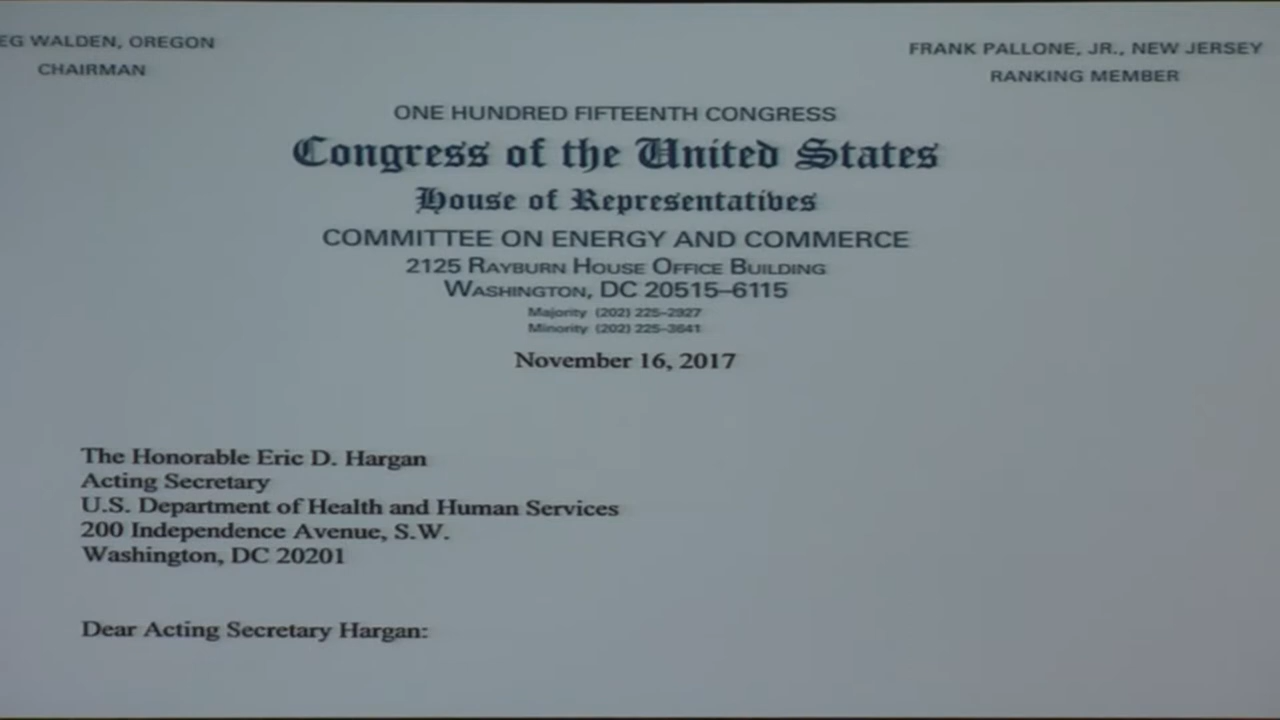 EG WALDEN, OREGON
CHAIRMAN
FRANK PALLONE, JR., NEW JERSEY
RANKING MEMBER
ONE HUNDRED FIFTEENTH CONGRESS
Congress of the United States
House of Representatives
COMMITTEE ON ENERGY AND COMMERCE
2125 RAYBURN HOUSE OFFICE BUILDING
WASHINGTON, DC 20515–6115
Majority (202) 225–2927
Minority (202) 225–3641
November 16, 2017
The Honorable Eric D. Hargan
Acting Secretary
U.S. Department of Health and Human Services
200 Independence Avenue, S.W.
Washington, DC 20201
Dear Acting Secretary Hargan: